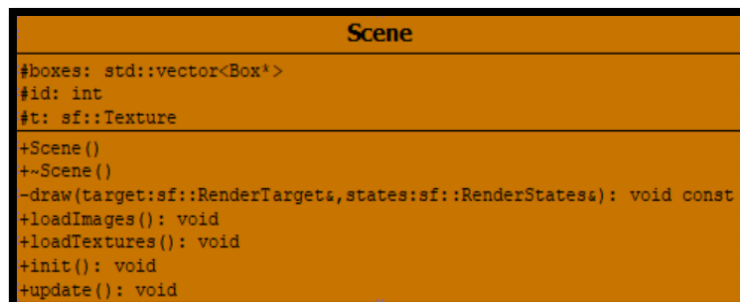 Scene
#boxes: std::vector<Box*>
#id: int
#t: sf::Texture
+Scene()
+~Scene()
-draw(target:sf::RenderTarget&,states:sf::RenderStates&): void const
+loadImages(): void
+loadTextures(): void
+init(): void
+update(): void